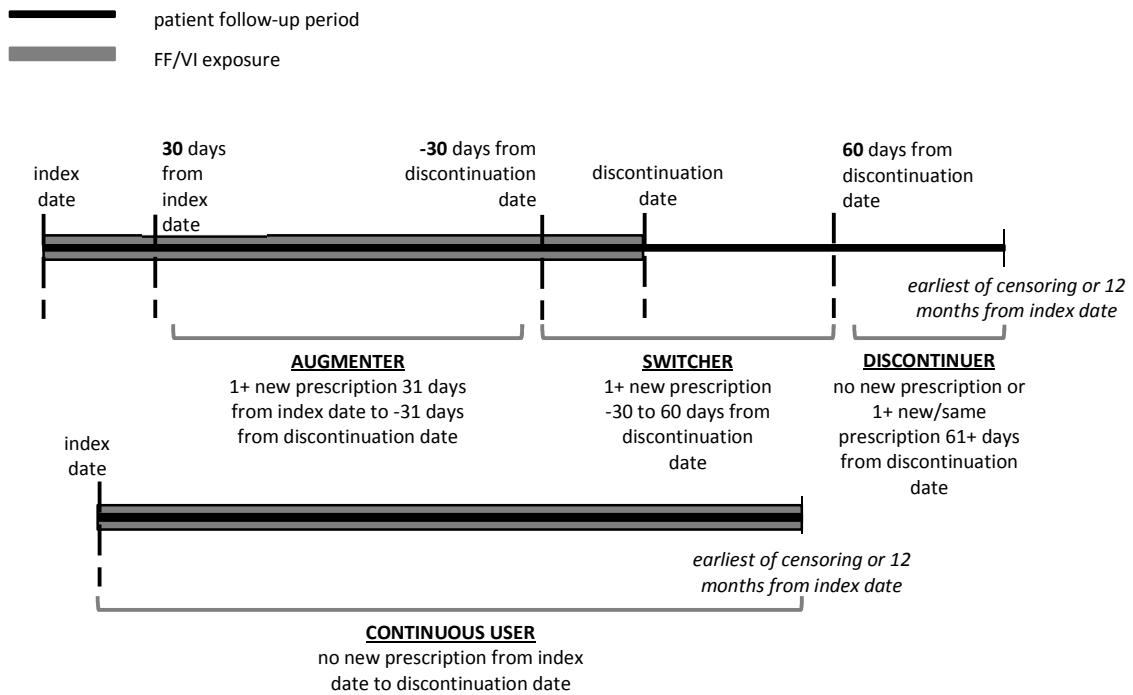 patient follow-up period
FF/VI exposure
index
date
30 days
from
index
date
-30 days from
discontinuation
date
discontinuation
date
60 days from
discontinuation
date
earliest of censoring or 12
months from index date
AUGMENTER
1+ new prescription 31 days
from index date to -31 days
from discontinuation date
SWITCHER
1+ new prescription
-30 to 60 days from
discontinuation
date
DISCONTINUER
no new prescription or
1+ new/same
prescription 61+ days
from discontinuation
date
index
date
earliest of censoring or 12
months from index date
CONTINUOUS USER
no new prescription from index
date to discontinuation date